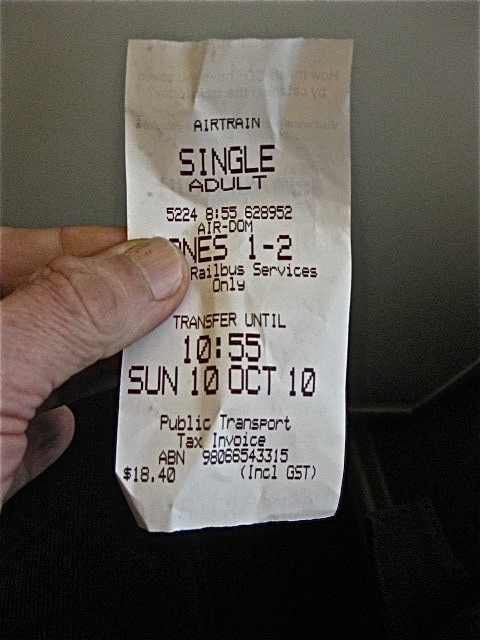 AIRTRAIN
SINGLE
ADULT
5224 8:55 628952
AIR-DOM
NES 1-2
Railbus Services
Only
TRANSFER UNTIL
10:55
SUN 10 OCT 10
Public Transport
Tax Invoice
ABN 98066543315
$18.40 (Incl GST)